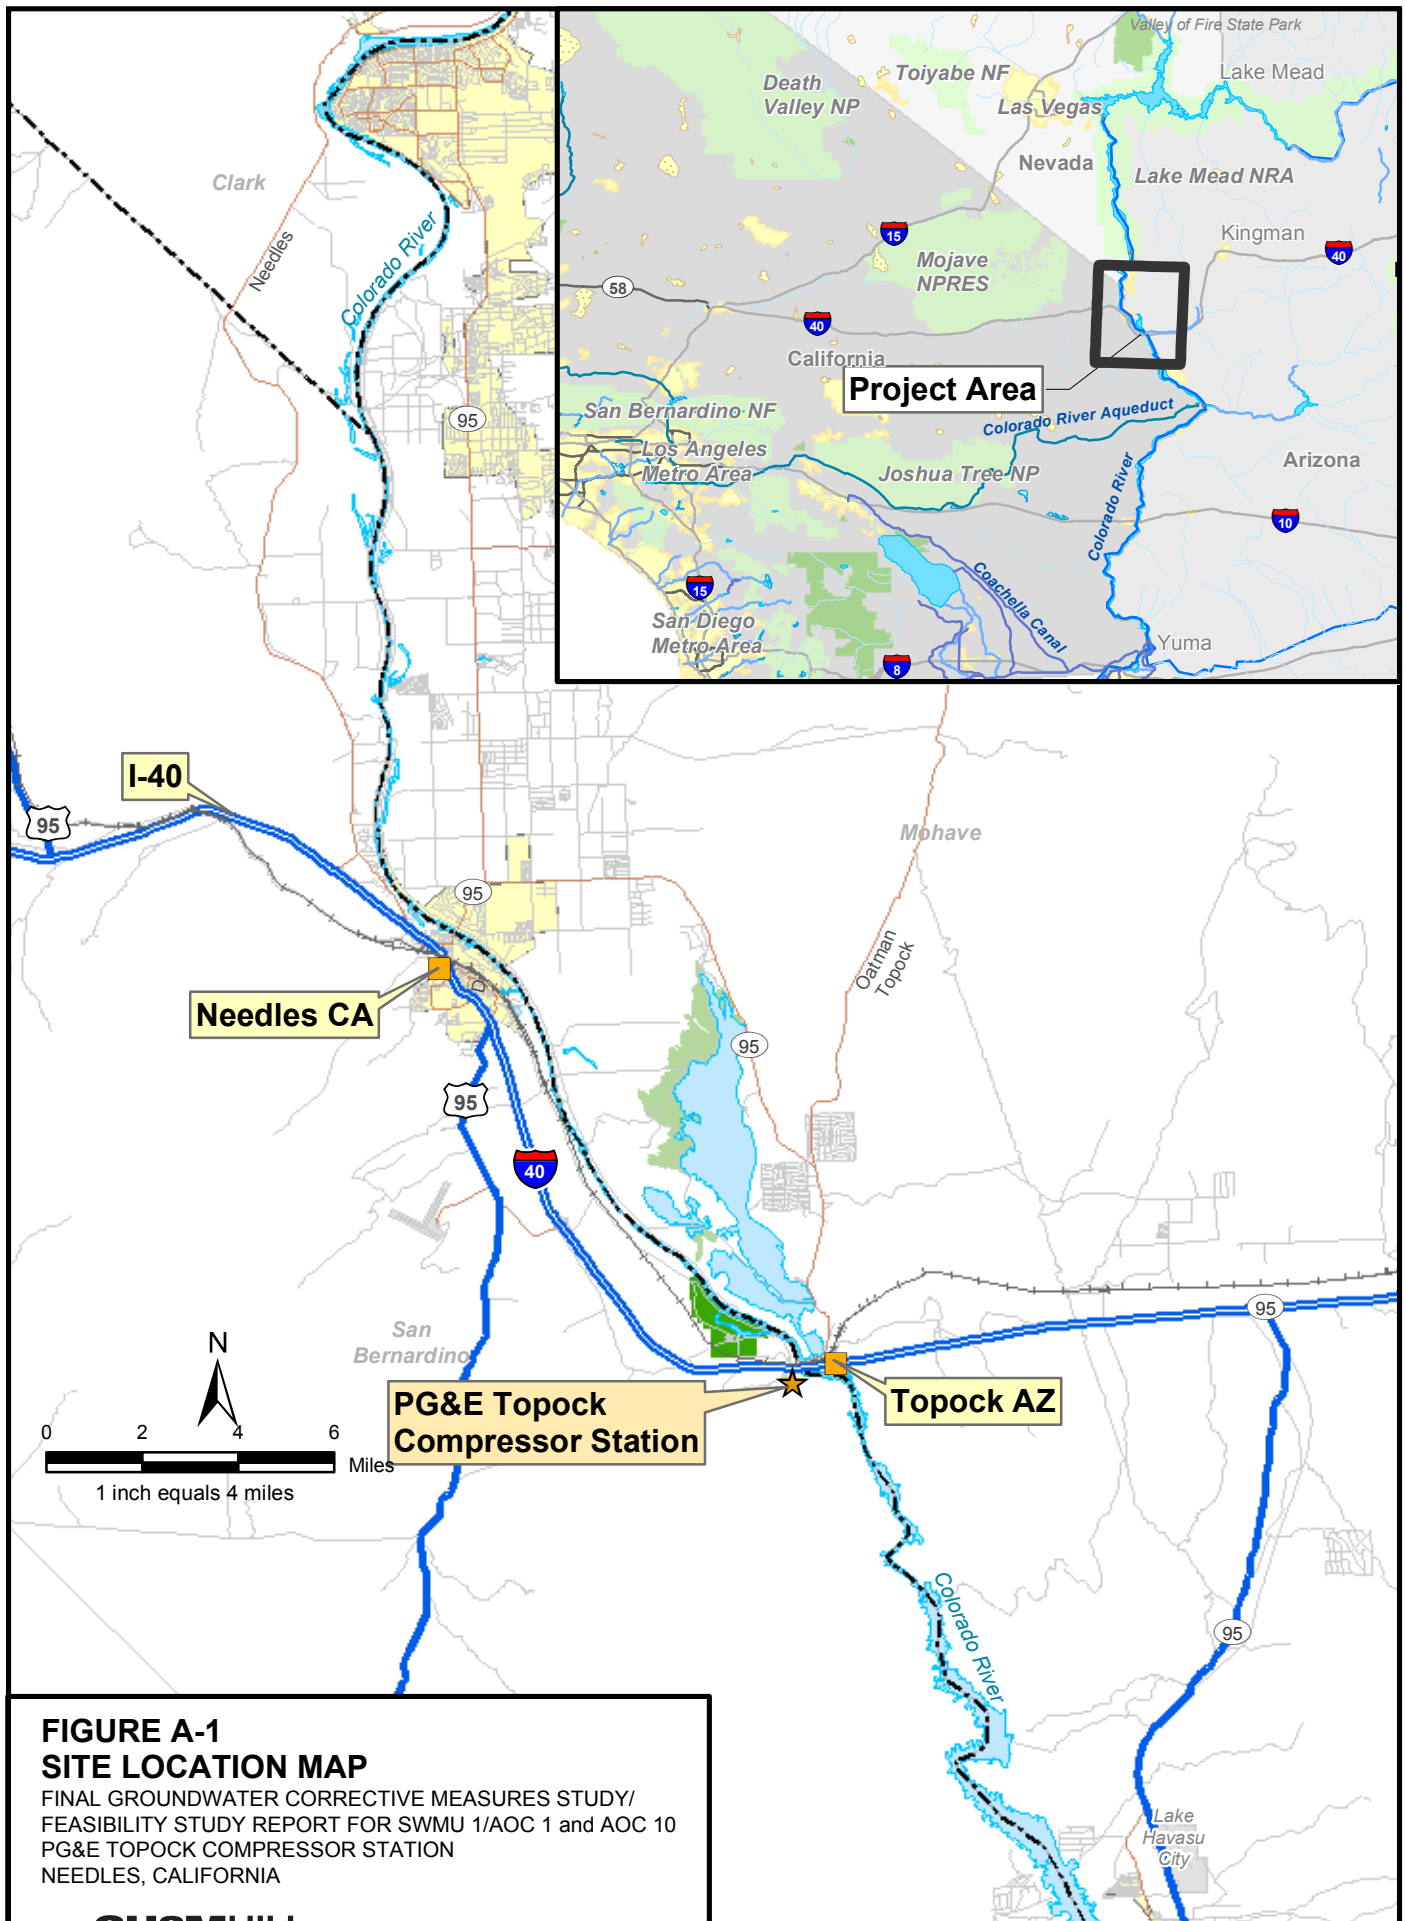 Valley of Fire State Park
Lake Mead
Toiyabe NF
Death
Valley NP
Las Vegas
Nevada
Lake Mead NRA
Kingman
15
40
Mojave
NPRES
58
40
California
Project Area
San Bernardino NF
Colorado River Aqueduct
Los Angeles
Metro Area
Joshua Tree NP
Arizona
Colorado River
10
15
Coachella Canal
San Diego
Metro Area
Yuma
8
Clark
Needles
Colorado River
95
I-40
95
Mohave
95
Oatman
Topock
Needles CA
D
95
95
40
San
Bernardino
95
PG&E Topock
Compressor Station
Topock AZ
N
0 2 4 6
Miles
1 inch equals 4 miles
Colorado River
95
Lake
Havasu
City
FIGURE A-1
SITE LOCATION MAP
FINAL GROUNDWATER CORRECTIVE MEASURES STUDY/
FEASIBILITY STUDY REPORT FOR SWMU 1/AOC 1 and AOC 10
PG&E TOPOCK COMPRESSOR STATION
NEEDLES, CALIFORNIA